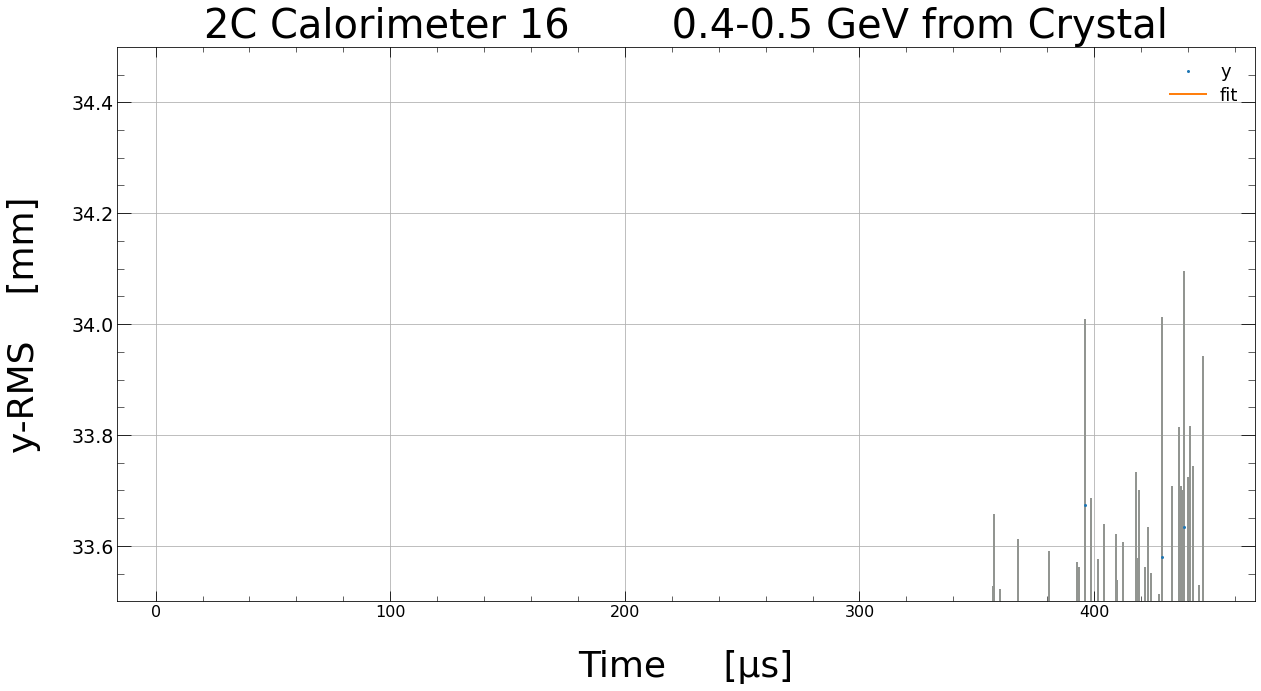 2C Calorimeter 16 0.4-0.5 GeV from Crystal
y
fit
y-RMS [mm]
34.4
34.2
34.0
33.8
33.6
0 100 200 300 400
Time [µs]